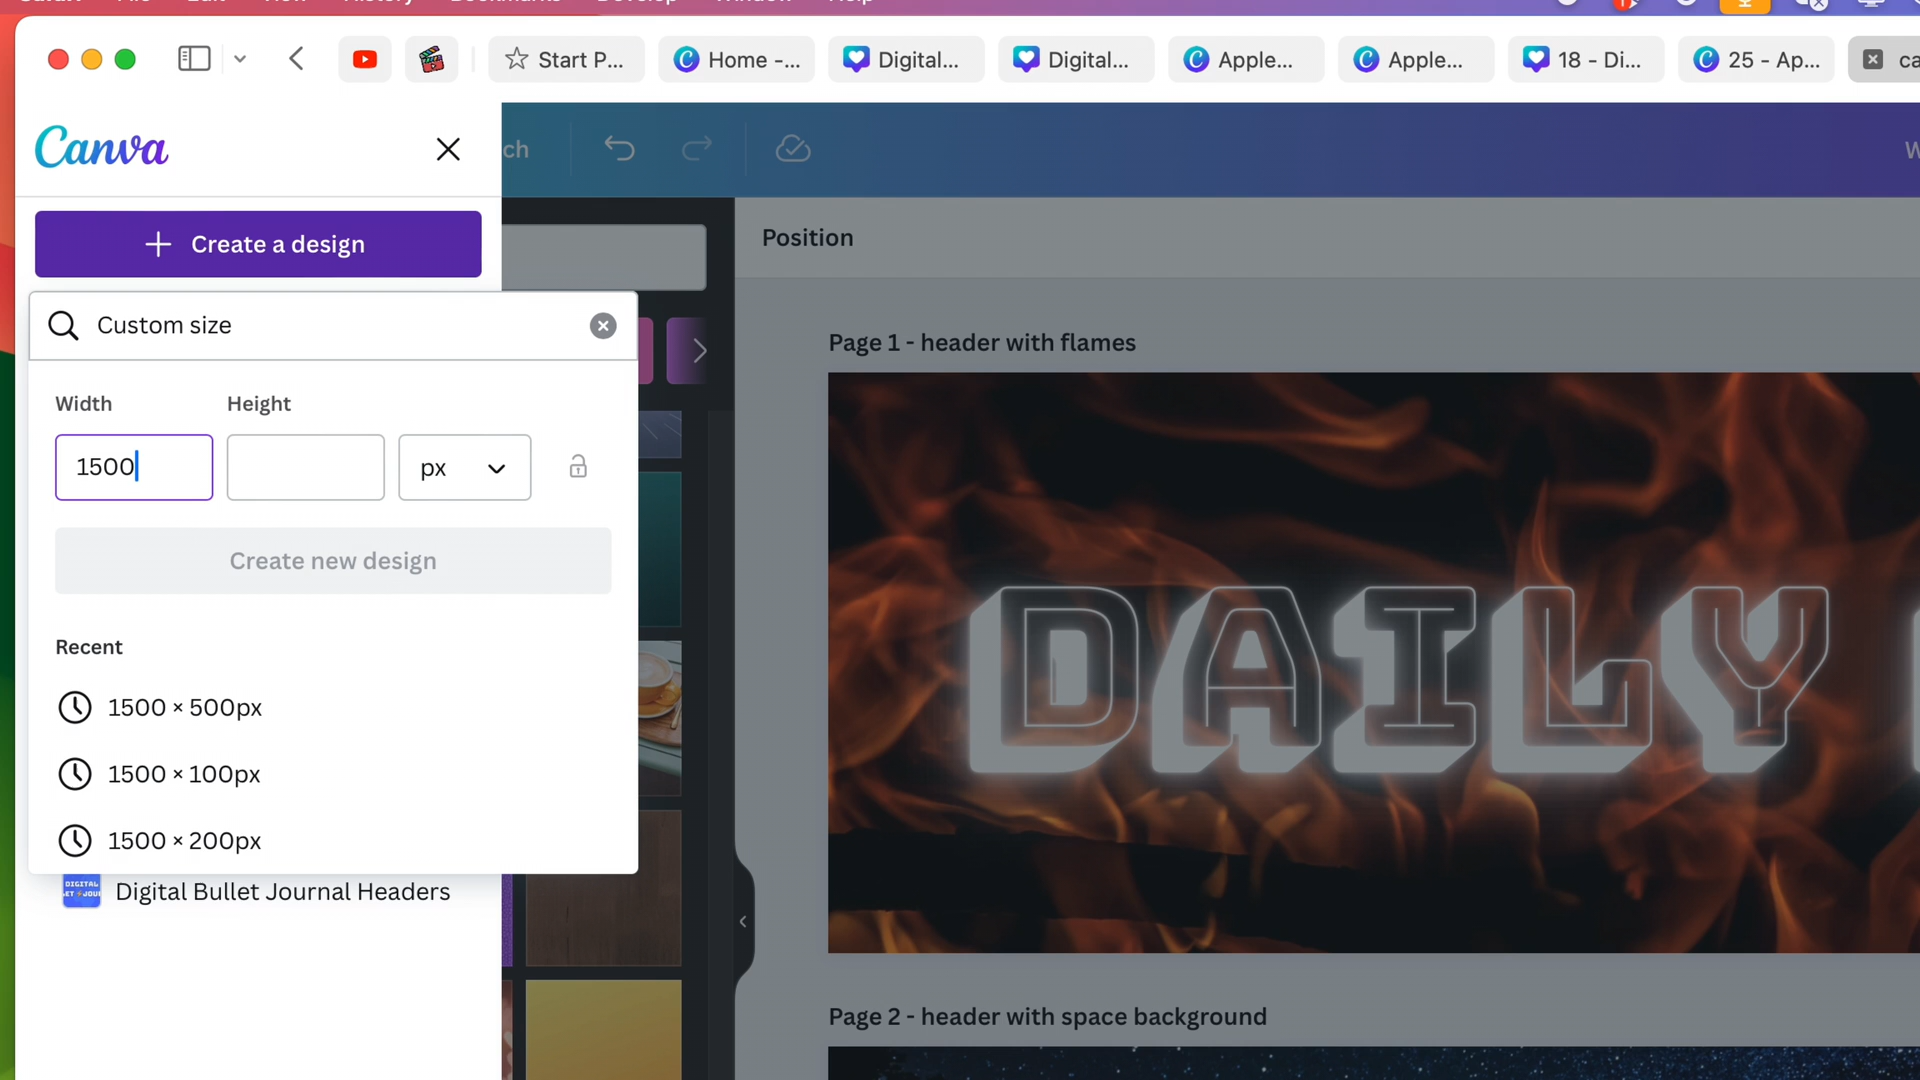 Start P...
Home -...
Digital...
Digital...
Apple...
Apple...
18 - Di...
25 - Ap...
ca
Canva
ch
W
Create a design
Position
Custom size
Page 1 - header with flames
Width Height
1500 px
DAILY
Create new design
Recent
1500 × 500px
1500 × 100px
1500 × 200px
DIGITAL
Digital Bullet Journal Headers
Page 2 - header with space background